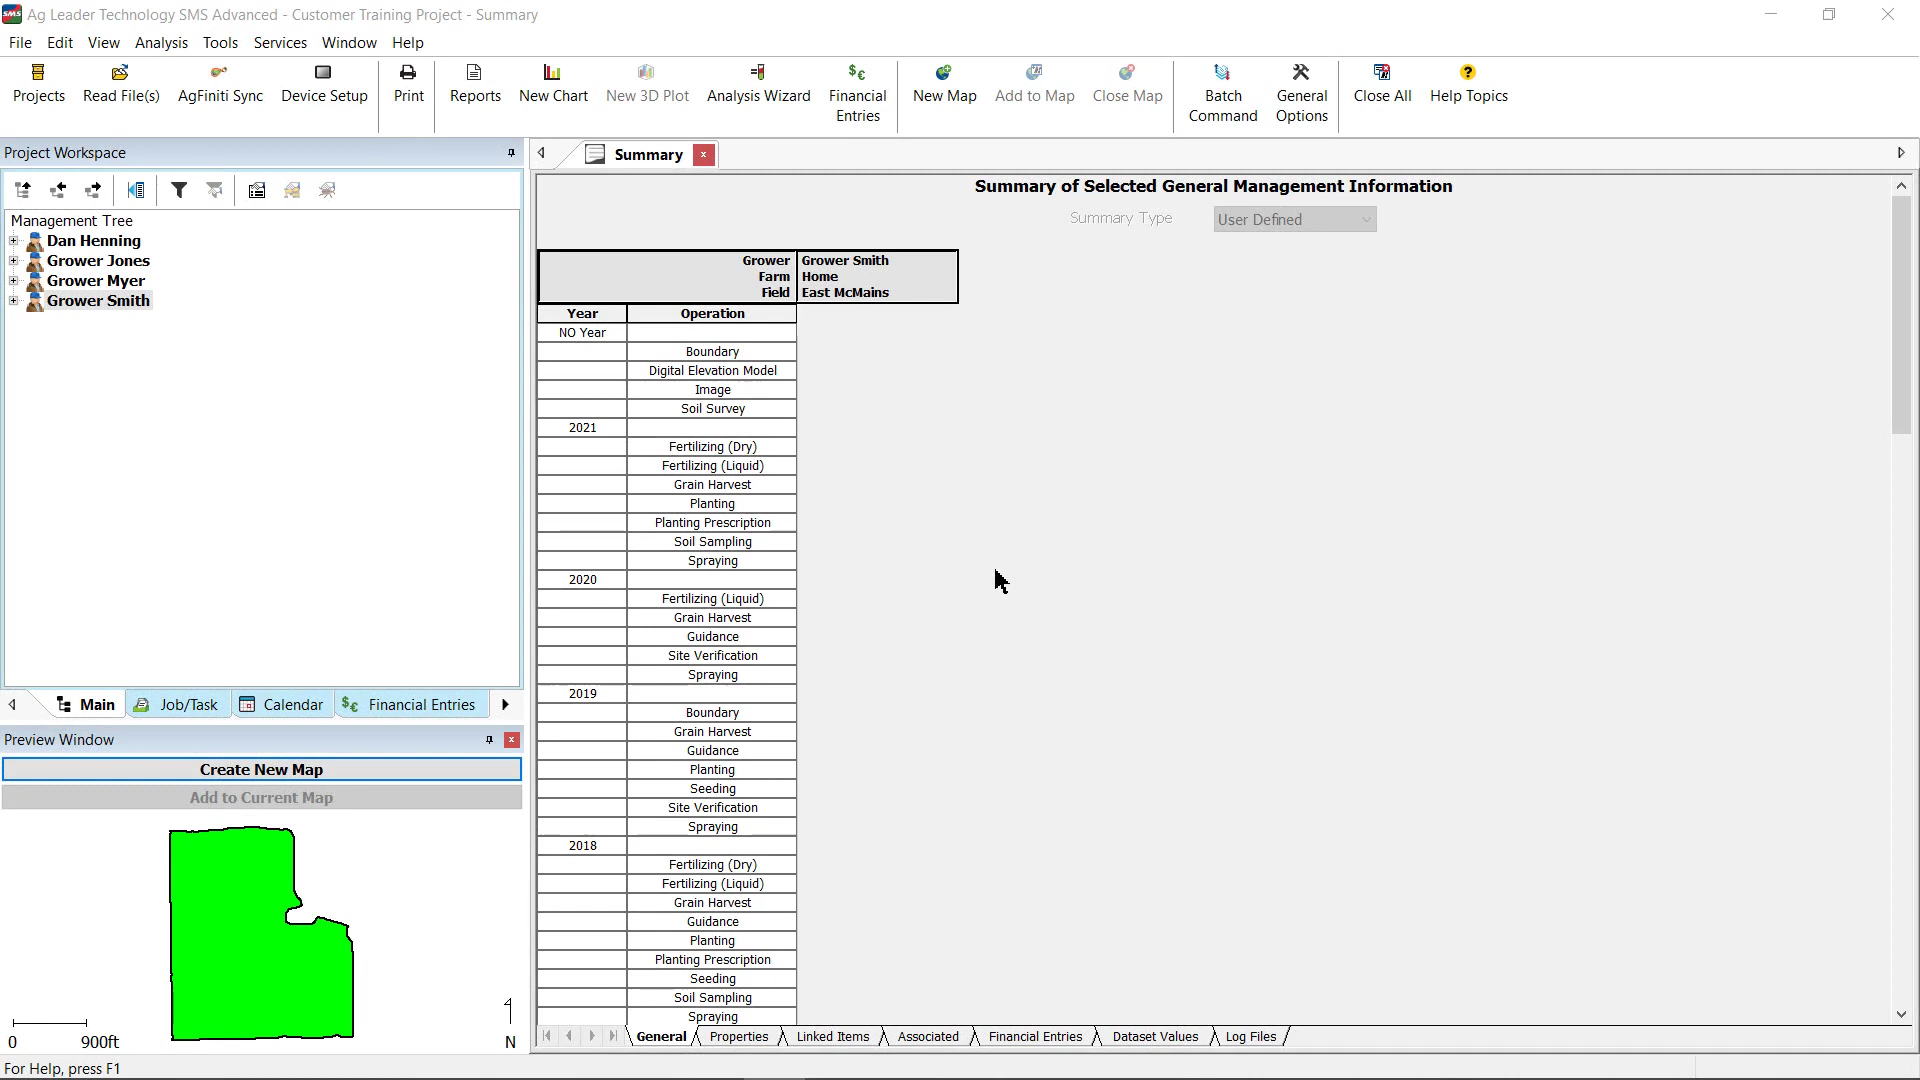 SMS Ag Leader Technology SMS Advanced - Customer Training Project - Summary
File Edit View Analysis Tools Services Window Help
Projects Read File(s) AgFiniti Sync Device Setup Print Reports New Chart New 3D Plot Analysis Wizard Financial Entries New Map Add to Map Close Map Batch Command General Options Close All Help Topics
Project Workspace
Summary
Management Tree
Dan Henning
Grower Jones
Grower Myer
Grower Smith
Main Job/Task Calendar Financial Entries
Preview Window
Create New Map
Add to Current Map
0 900ft N
Summary of Selected General Management Information
Summary Type User Defined
Grower Grower Smith
Farm Home
Field East McMains
Year Operation
NO Year
Boundary
Digital Elevation Model
Image
Soil Survey
2021
Fertilizing (Dry)
Fertilizing (Liquid)
Grain Harvest
Planting
Planting Prescription
Soil Sampling
Spraying
2020
Fertilizing (Liquid)
Grain Harvest
Guidance
Site Verification
Spraying
2019
Boundary
Grain Harvest
Guidance
Planting
Seeding
Site Verification
Spraying
2018
Fertilizing (Dry)
Fertilizing (Liquid)
Grain Harvest
Guidance
Planting
Planting Prescription
Seeding
Soil Sampling
Spraying
General Properties Linked Items Associated Financial Entries Dataset Values Log Files
For Help, press F1